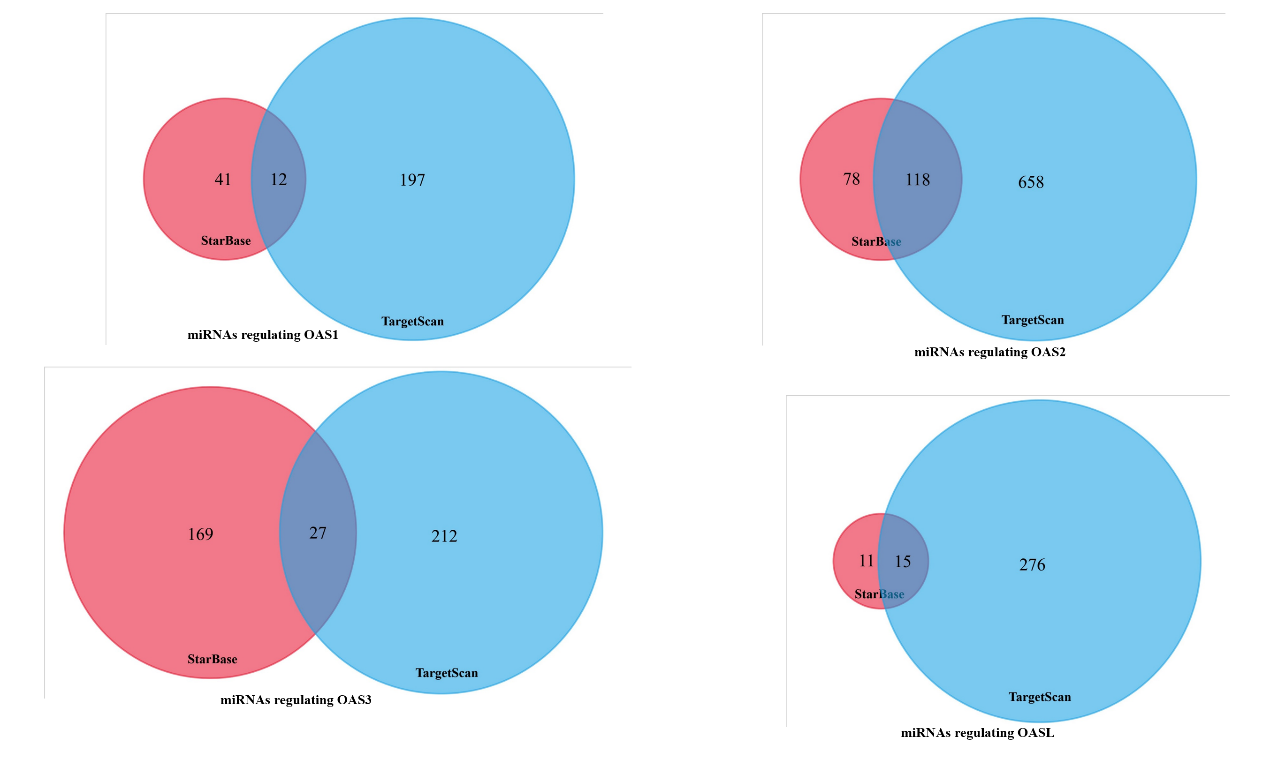 41 12 197
StarBase
TargetScan
miRNAs regulating OAS1
78 118 658
StarBase
TargetScan
miRNAs regulating OAS2
169 27 212
StarBase
TargetScan
miRNAs regulating OAS3
11 15 276
StarBase
TargetScan
miRNAs regulating OASL